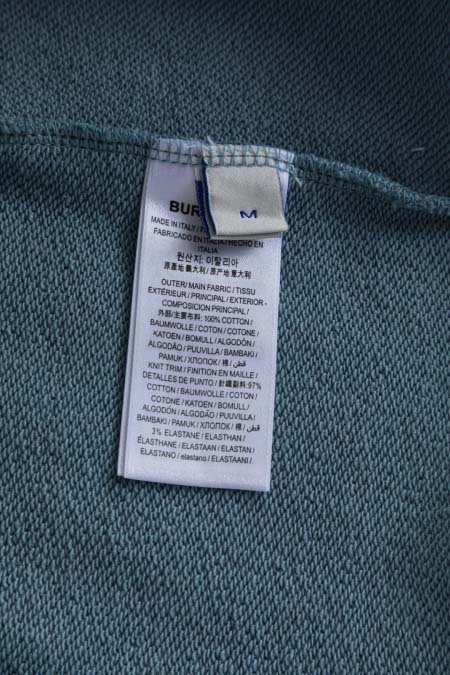 M
BUR
MADE IN ITALY / F
FABRICADO EN ITALIA / HECHO EN
ITALIA
원산지: 이탈리아
原產地 義大利 / 原产地 意大利
OUTER / MAIN FABRIC / TISSU
EXTÉRIEUR / PRINCIPAL / EXTERIOR -
COMPOSICION PRINCIPAL /
外部/主要布料: 100% COTTON /
BAUMWOLLE / COTON / COTONE /
KATOEN / BOMULL / ALGODÓN /
ALGODÃO / PUUVILLA / BAMBAKI /
PAMUK / ХЛОПОК / 棉 / قطن /
KNIT TRIM / FINITION EN MAILLE /
DETALLES DE PUNTO / 針織副料: 97%
COTTON / BAUMWOLLE / COTON /
COTONE / KATOEN / BOMULL /
ALGODÓN / ALGODÃO / PUUVILLA /
BAMBAKI / PAMUK / ХЛОПОК / 棉 / قطن
3% ELASTANE / ELASTHAN /
ÉLASTHANE / ELASTAAN / ELASTAN /
ELASTANO / elastano / ELASTAANI /